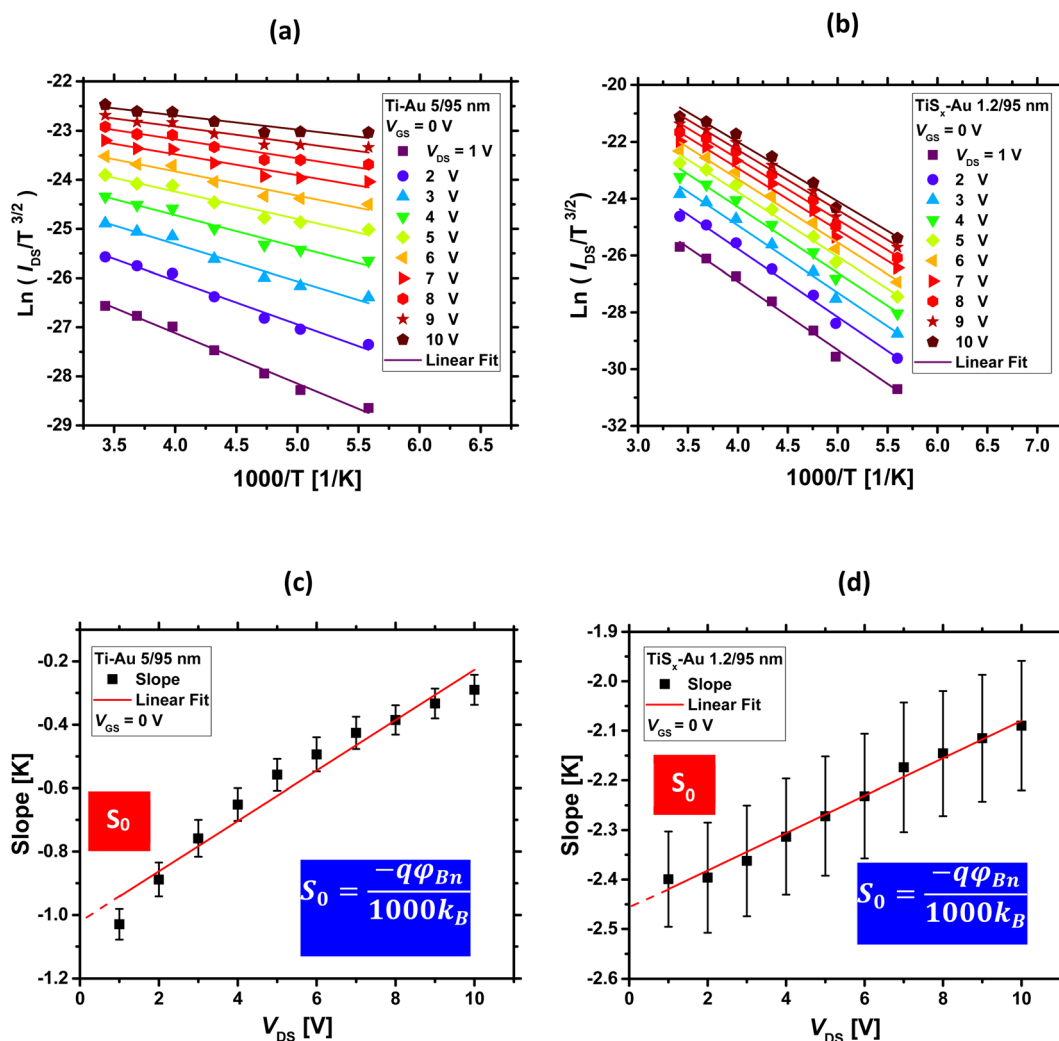 (a)
-22
-23
-24
-25
-26
-27
-28
-29
Ln ( I_DS/T^3/2)
3.5 4.0 4.5 5.0 5.5 6.0 6.5
1000/T [1/K]
Ti-Au 5/95 nm
V_GS = 0 V
V_DS = 1 V
2 V
3 V
4 V
5 V
6 V
7 V
8 V
9 V
10 V
Linear Fit
(b)
-20
-22
-24
-26
-28
-30
-32
Ln ( I_DS/T^3/2)
3.0 3.5 4.0 4.5 5.0 5.5 6.0 6.5 7.0
1000/T [1/K]
TiS_x-Au 1.2/95 nm
V_GS = 0 V
V_DS = 1 V
2 V
3 V
4 V
5 V
6 V
7 V
8 V
9 V
10 V
Linear Fit
(c)
-0.2
-0.4
-0.6
-0.8
-1.0
-1.2
Slope [K]
0 2 4 6 8 10
V_DS [V]
Ti-Au 5/95 nm
Slope
Linear Fit
V_GS = 0 V
S_0
S_0 = -qφ_Bn / 1000k_B
(d)
-1.9
-2.0
-2.1
-2.2
-2.3
-2.4
-2.5
-2.6
Slope [K]
0 2 4 6 8 10
V_DS [V]
TiS_x-Au 1.2/95 nm
Slope
Linear Fit
V_GS = 0 V
S_0
S_0 = -qφ_Bn / 1000k_B